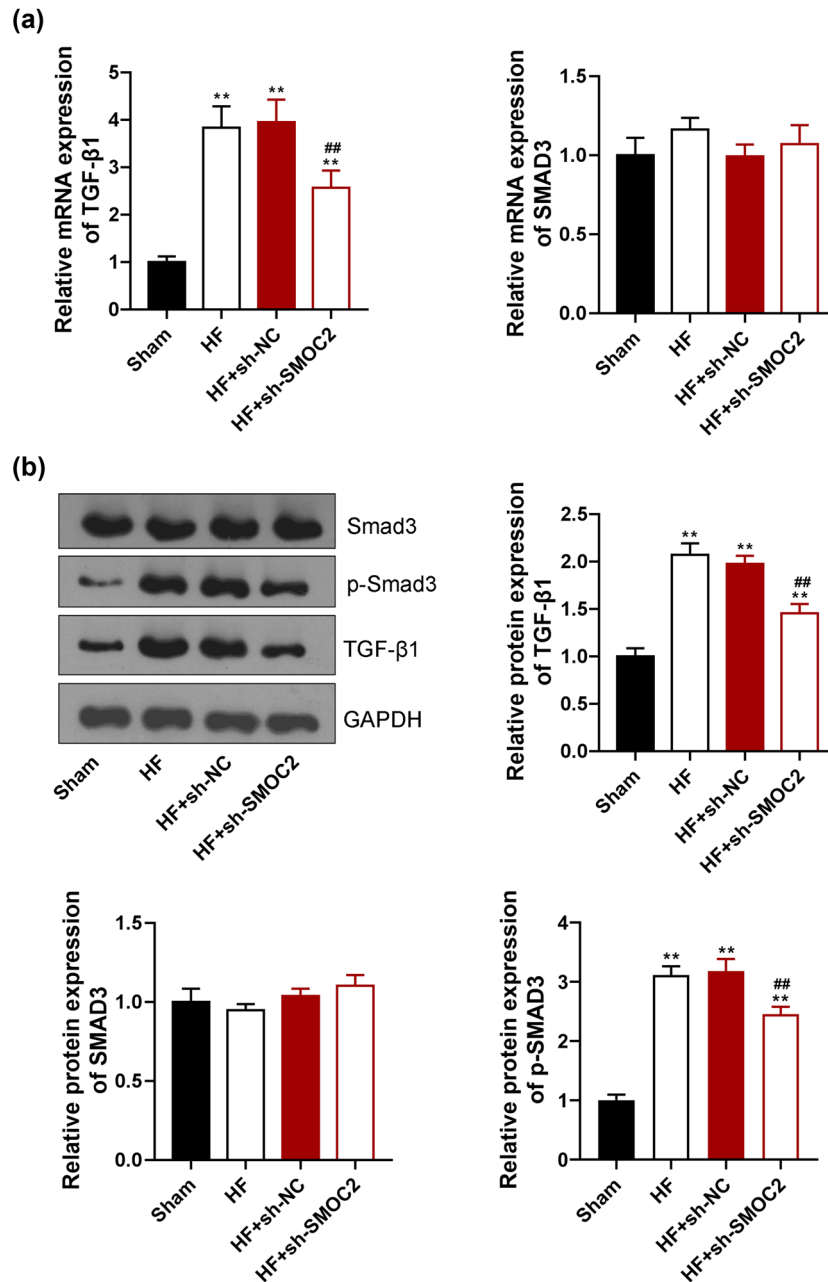 (a)
Relative mRNA expression
of TGF-β1
5
4
3
2
1
0
**
**
##
**
Sham
HF
HF+sh-NC
HF+sh-SMOC2
Relative mRNA expression
of SMAD3
1.5
1.0
0.5
0.0
Sham
HF
HF+sh-NC
HF+sh-SMOC2
(b)
Smad3
p-Smad3
TGF-β1
GAPDH
Sham
HF
HF+sh-NC
HF+sh-SMOC2
Relative protein expression
of TGF-β1
2.5
2.0
1.5
1.0
0.5
0.0
**
**
##
**
Sham
HF
HF+sh-NC
HF+sh-SMOC2
Relative protein expression
of SMAD3
1.5
1.0
0.5
0.0
Sham
HF
HF+sh-NC
HF+sh-SMOC2
Relative protein expression
of p-SMAD3
4
3
2
1
0
**
**
##
**
Sham
HF
HF+sh-NC
HF+sh-SMOC2